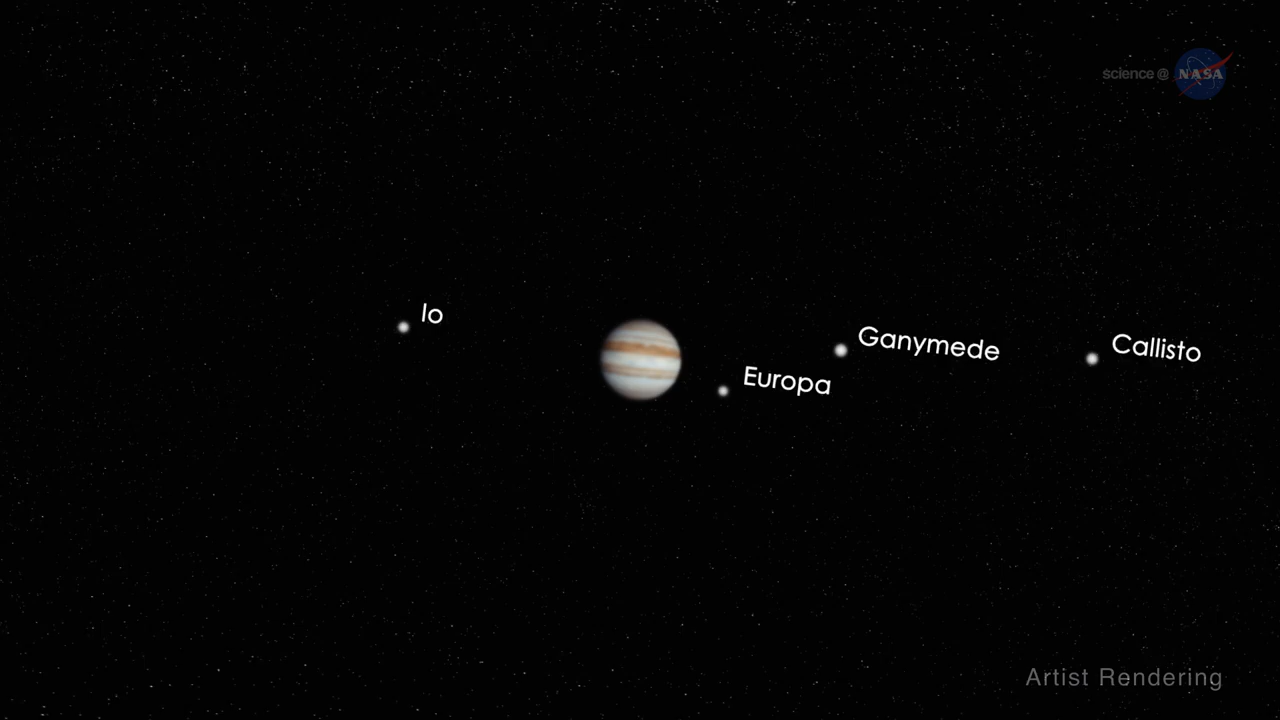 science @ NASA
Io
Ganymede
Callisto
Europa
Artist Rendering